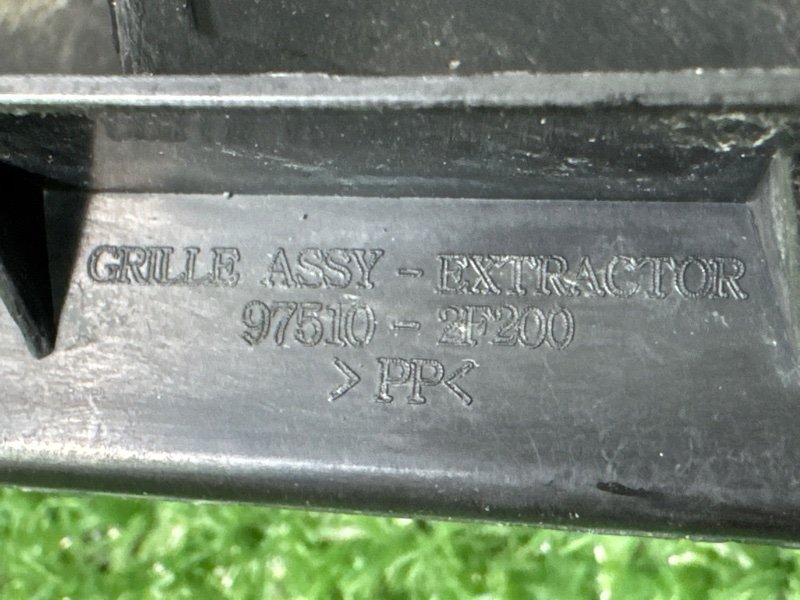 GRILLE ASSY - EXTRACTOR
97510 - 2F200
>PP<